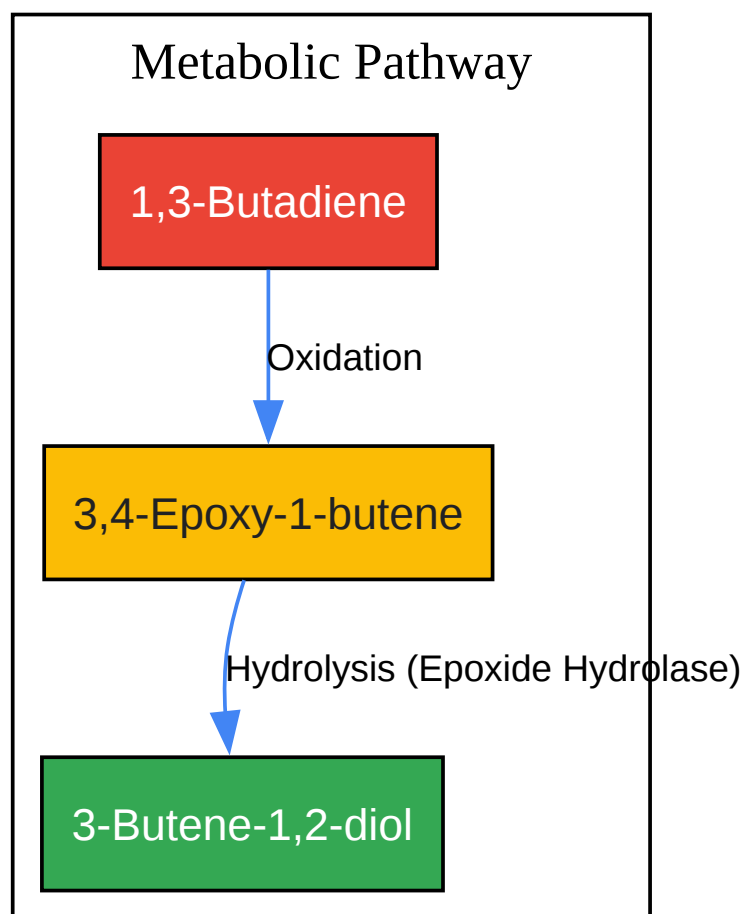 Metabolic Pathway
1,3-Butadiene
Oxidation
3,4-Epoxy-1-butene
Hydrolysis (Epoxide Hydrolase)
3-Butene-1,2-diol